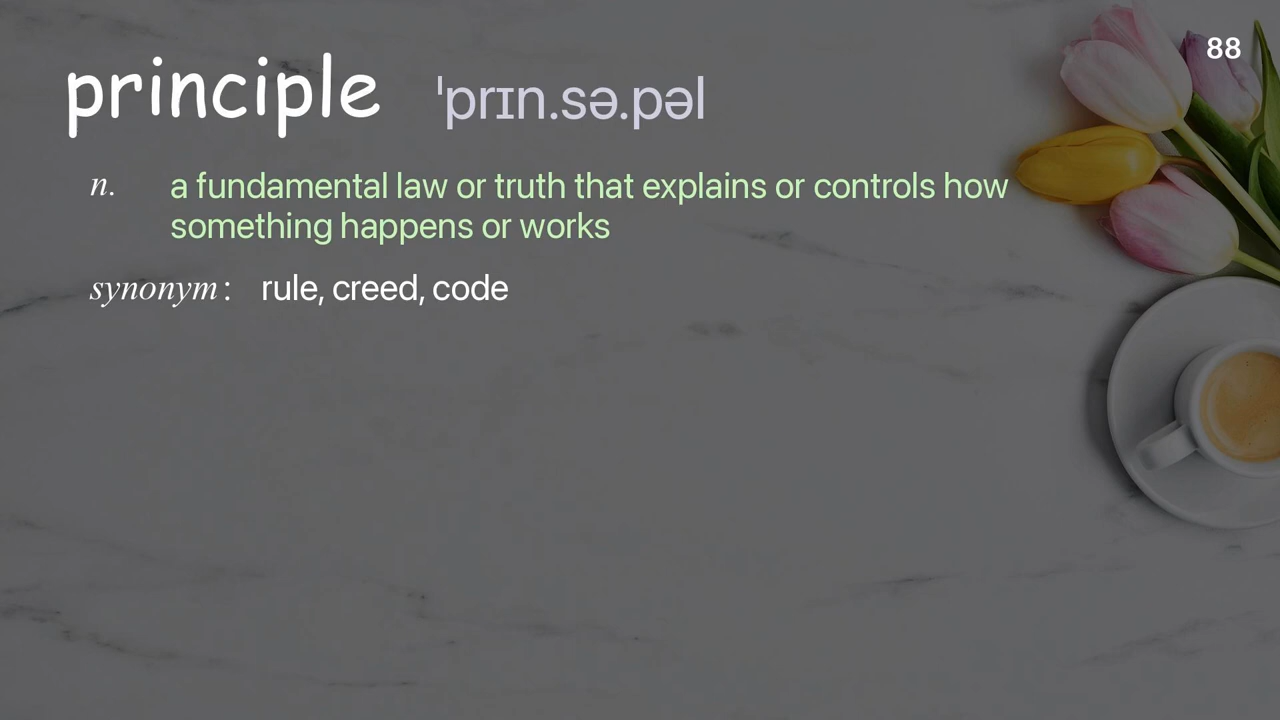 88
principle ˈprɪn.sə.pəl
n. a fundamental law or truth that explains or controls how
something happens or works
synonym: rule, creed, code